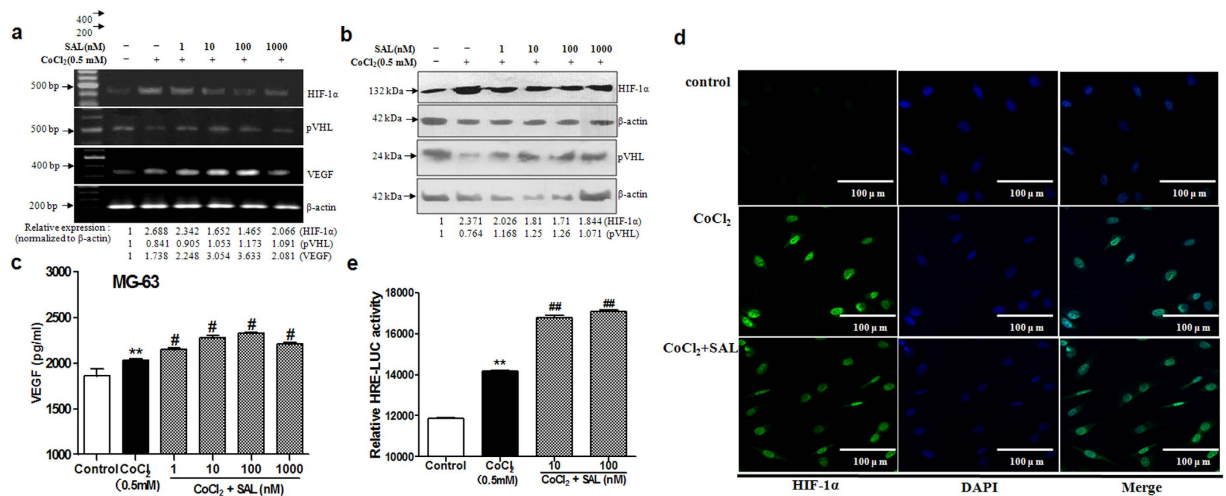 400
200
a
SAL(nM) – – 1 10 100 1000
CoCl₂(0.5 mM) – + + + + +
500 bp HIF-1α
500 bp pVHL
400 bp VEGF
200 bp β-actin
Relative expression : 1 2.688 2.342 1.652 1.465 2.066 (HIF-1α)
(normalized to β-actin) 1 0.841 0.905 1.053 1.173 1.091 (pVHL)
1 1.738 2.248 3.054 3.633 2.081 (VEGF)
b
SAL(nM) – – 1 10 100 1000
CoCl₂(0.5 mM) – + + + + +
132 kDa HIF-1α
42 kDa β-actin
24 kDa pVHL
42 kDa β-actin
1 2.371 2.026 1.81 1.71 1.844 (HIF-1α)
1 0.764 1.168 1.25 1.26 1.071 (pVHL)
c
MG-63
VEGF (pg/ml)
3000
2500
2000
1500
1000
** # # # #
Control CoCl₂ 1 10 100 1000
(0.5mM) CoCl₂ + SAL (nM)
e
Relative HRE-LUC activity
18000
16000
14000
12000
10000
** ## ##
Control CoCl₂ 10 100
(0.5mM) CoCl₂ + SAL (nM)
d
control
100 μm 100 μm 100 μm
CoCl₂
100 μm 100 μm 100 μm
CoCl₂+SAL
100 μm 100 μm 100 μm
HIF-1α DAPI Merge